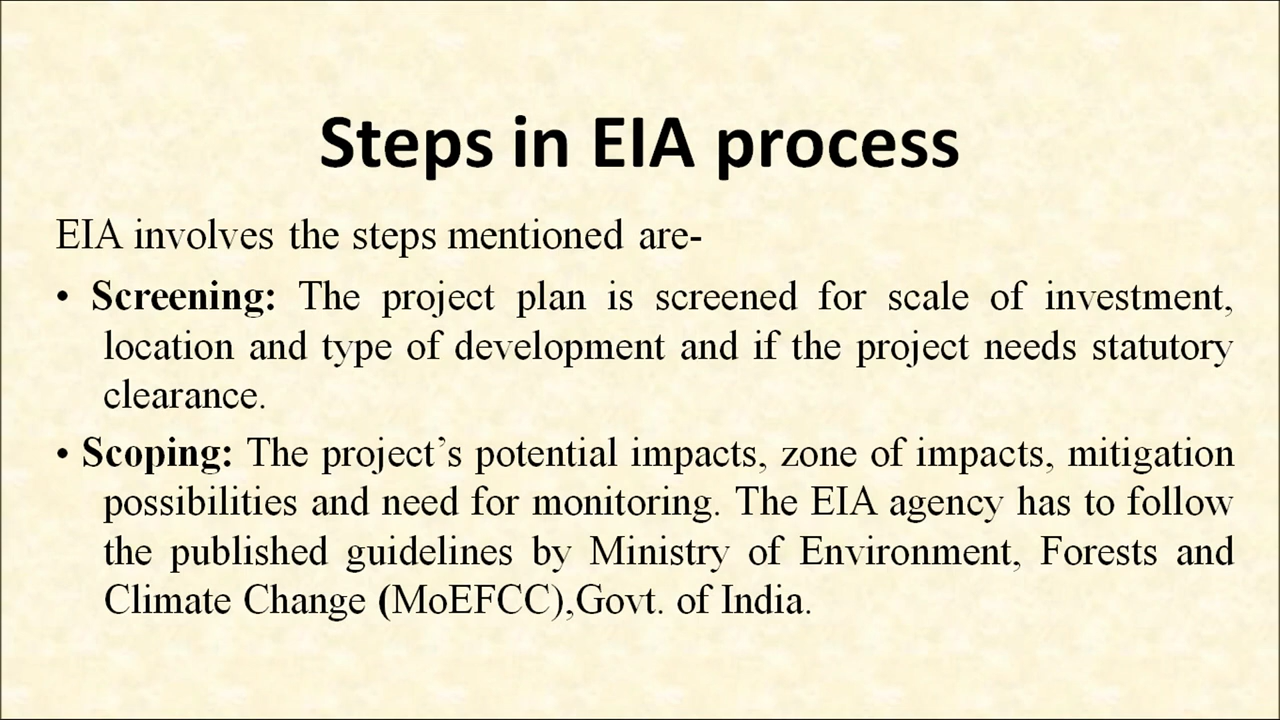 Steps in EIA process
EIA involves the steps mentioned are-
• Screening: The project plan is screened for scale of investment,
location and type of development and if the project needs statutory
clearance.
• Scoping: The project’s potential impacts, zone of impacts, mitigation
possibilities and need for monitoring. The EIA agency has to follow
the published guidelines by Ministry of Environment, Forests and
Climate Change (MoEFCC),Govt. of India.